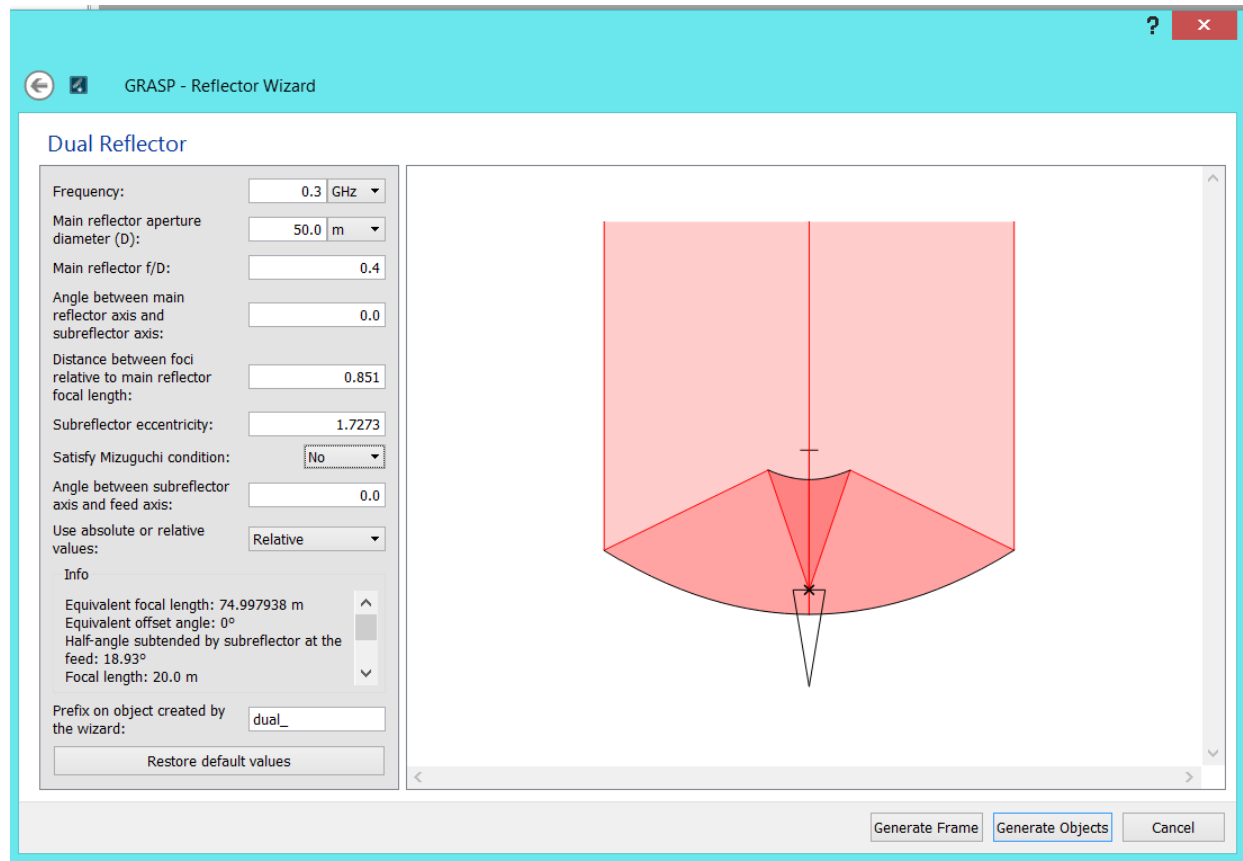 ?
x
GRASP - Reflector Wizard
Dual Reflector
Frequency:
0.3 GHz
Main reflector aperture
diameter (D):
50.0 m
Main reflector f/D:
0.4
Angle between main
reflector axis and
subreflector axis:
0.0
Distance between foci
relative to main reflector
focal length:
0.851
Subreflector eccentricity:
1.7273
Satisfy Mizuguchi condition:
No
Angle between subreflector
axis and feed axis:
0.0
Use absolute or relative
values:
Relative
Info
Equivalent focal length: 74.997938 m
Equivalent offset angle: 0º
Half-angle subtended by subreflector at the
feed: 18.93º
Focal length: 20.0 m
Prefix on object created by
the wizard:
dual_
Restore default values
Generate Frame
Generate Objects
Cancel